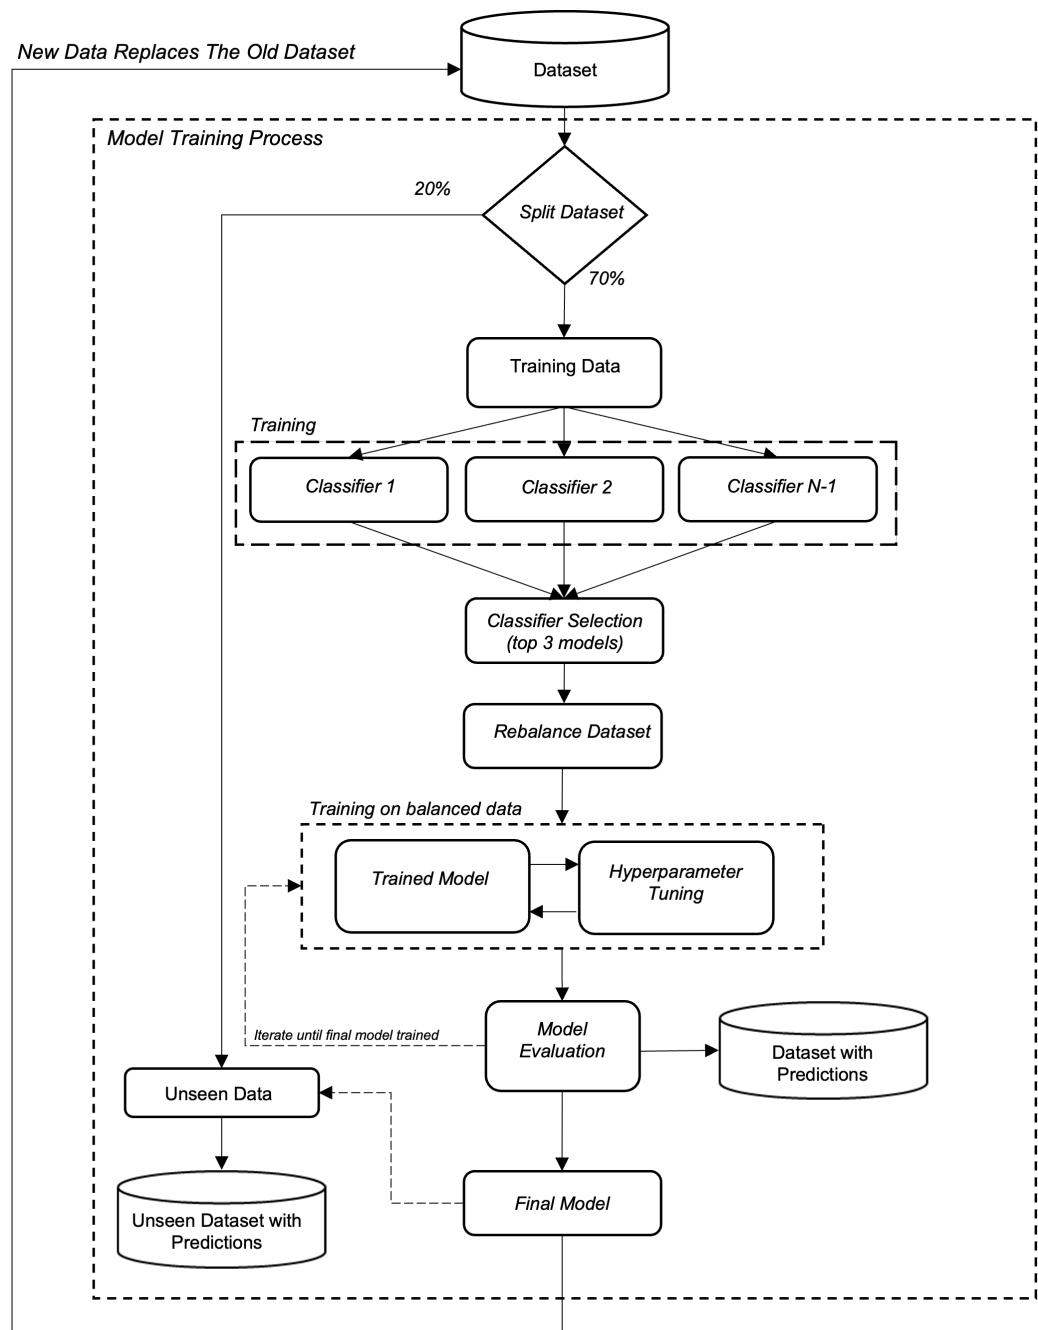 New Data Replaces The Old Dataset
Dataset
Model Training Process
20%
Split Dataset
70%
Training Data
Training
Classifier 1
Classifier 2
Classifier N-1
Classifier Selection
(top 3 models)
Rebalance Dataset
Training on balanced data
Trained Model
Hyperparameter
Tuning
Iterate until final model trained
Model
Evaluation
Dataset with
Predictions
Unseen Data
Final Model
Unseen Dataset with
Predictions